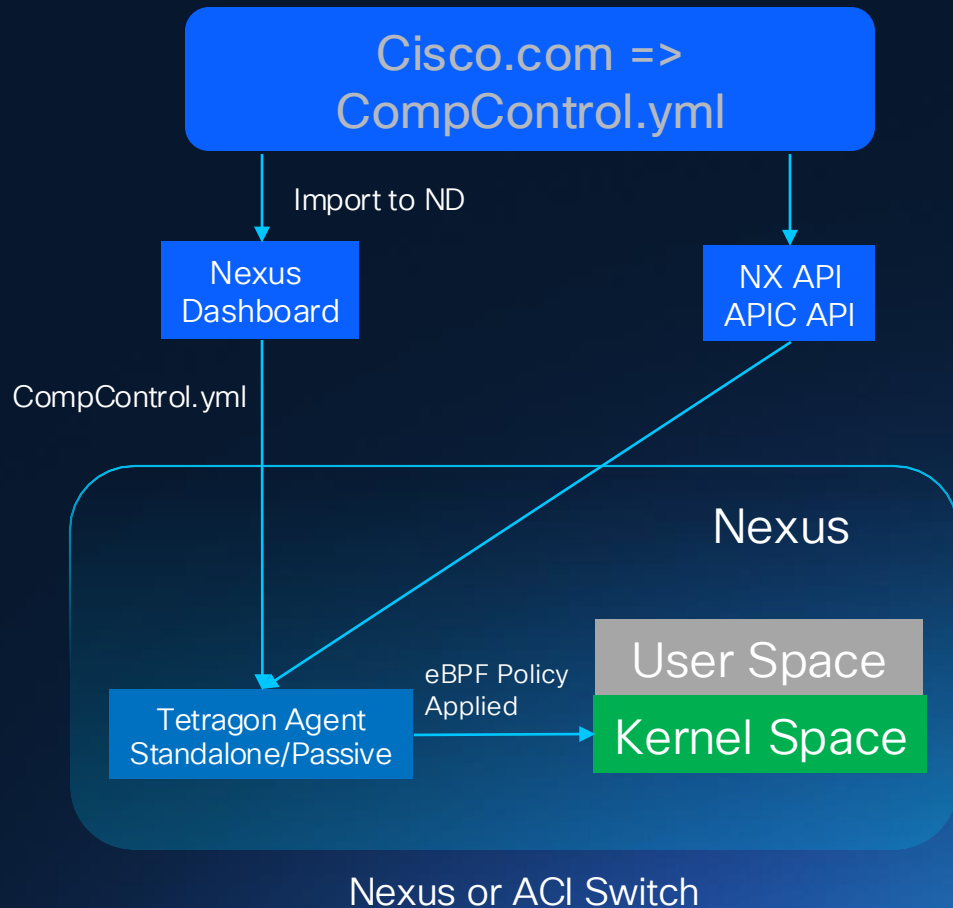 Cisco.com =>
CompControl.yml
Import to ND
Nexus
Dashboard
NX API
APIC API
CompControl.yml
Nexus
User Space
eBPF Policy
Applied
Kernel Space
Tetragon Agent
Standalone/Passive
Nexus or ACI Switch